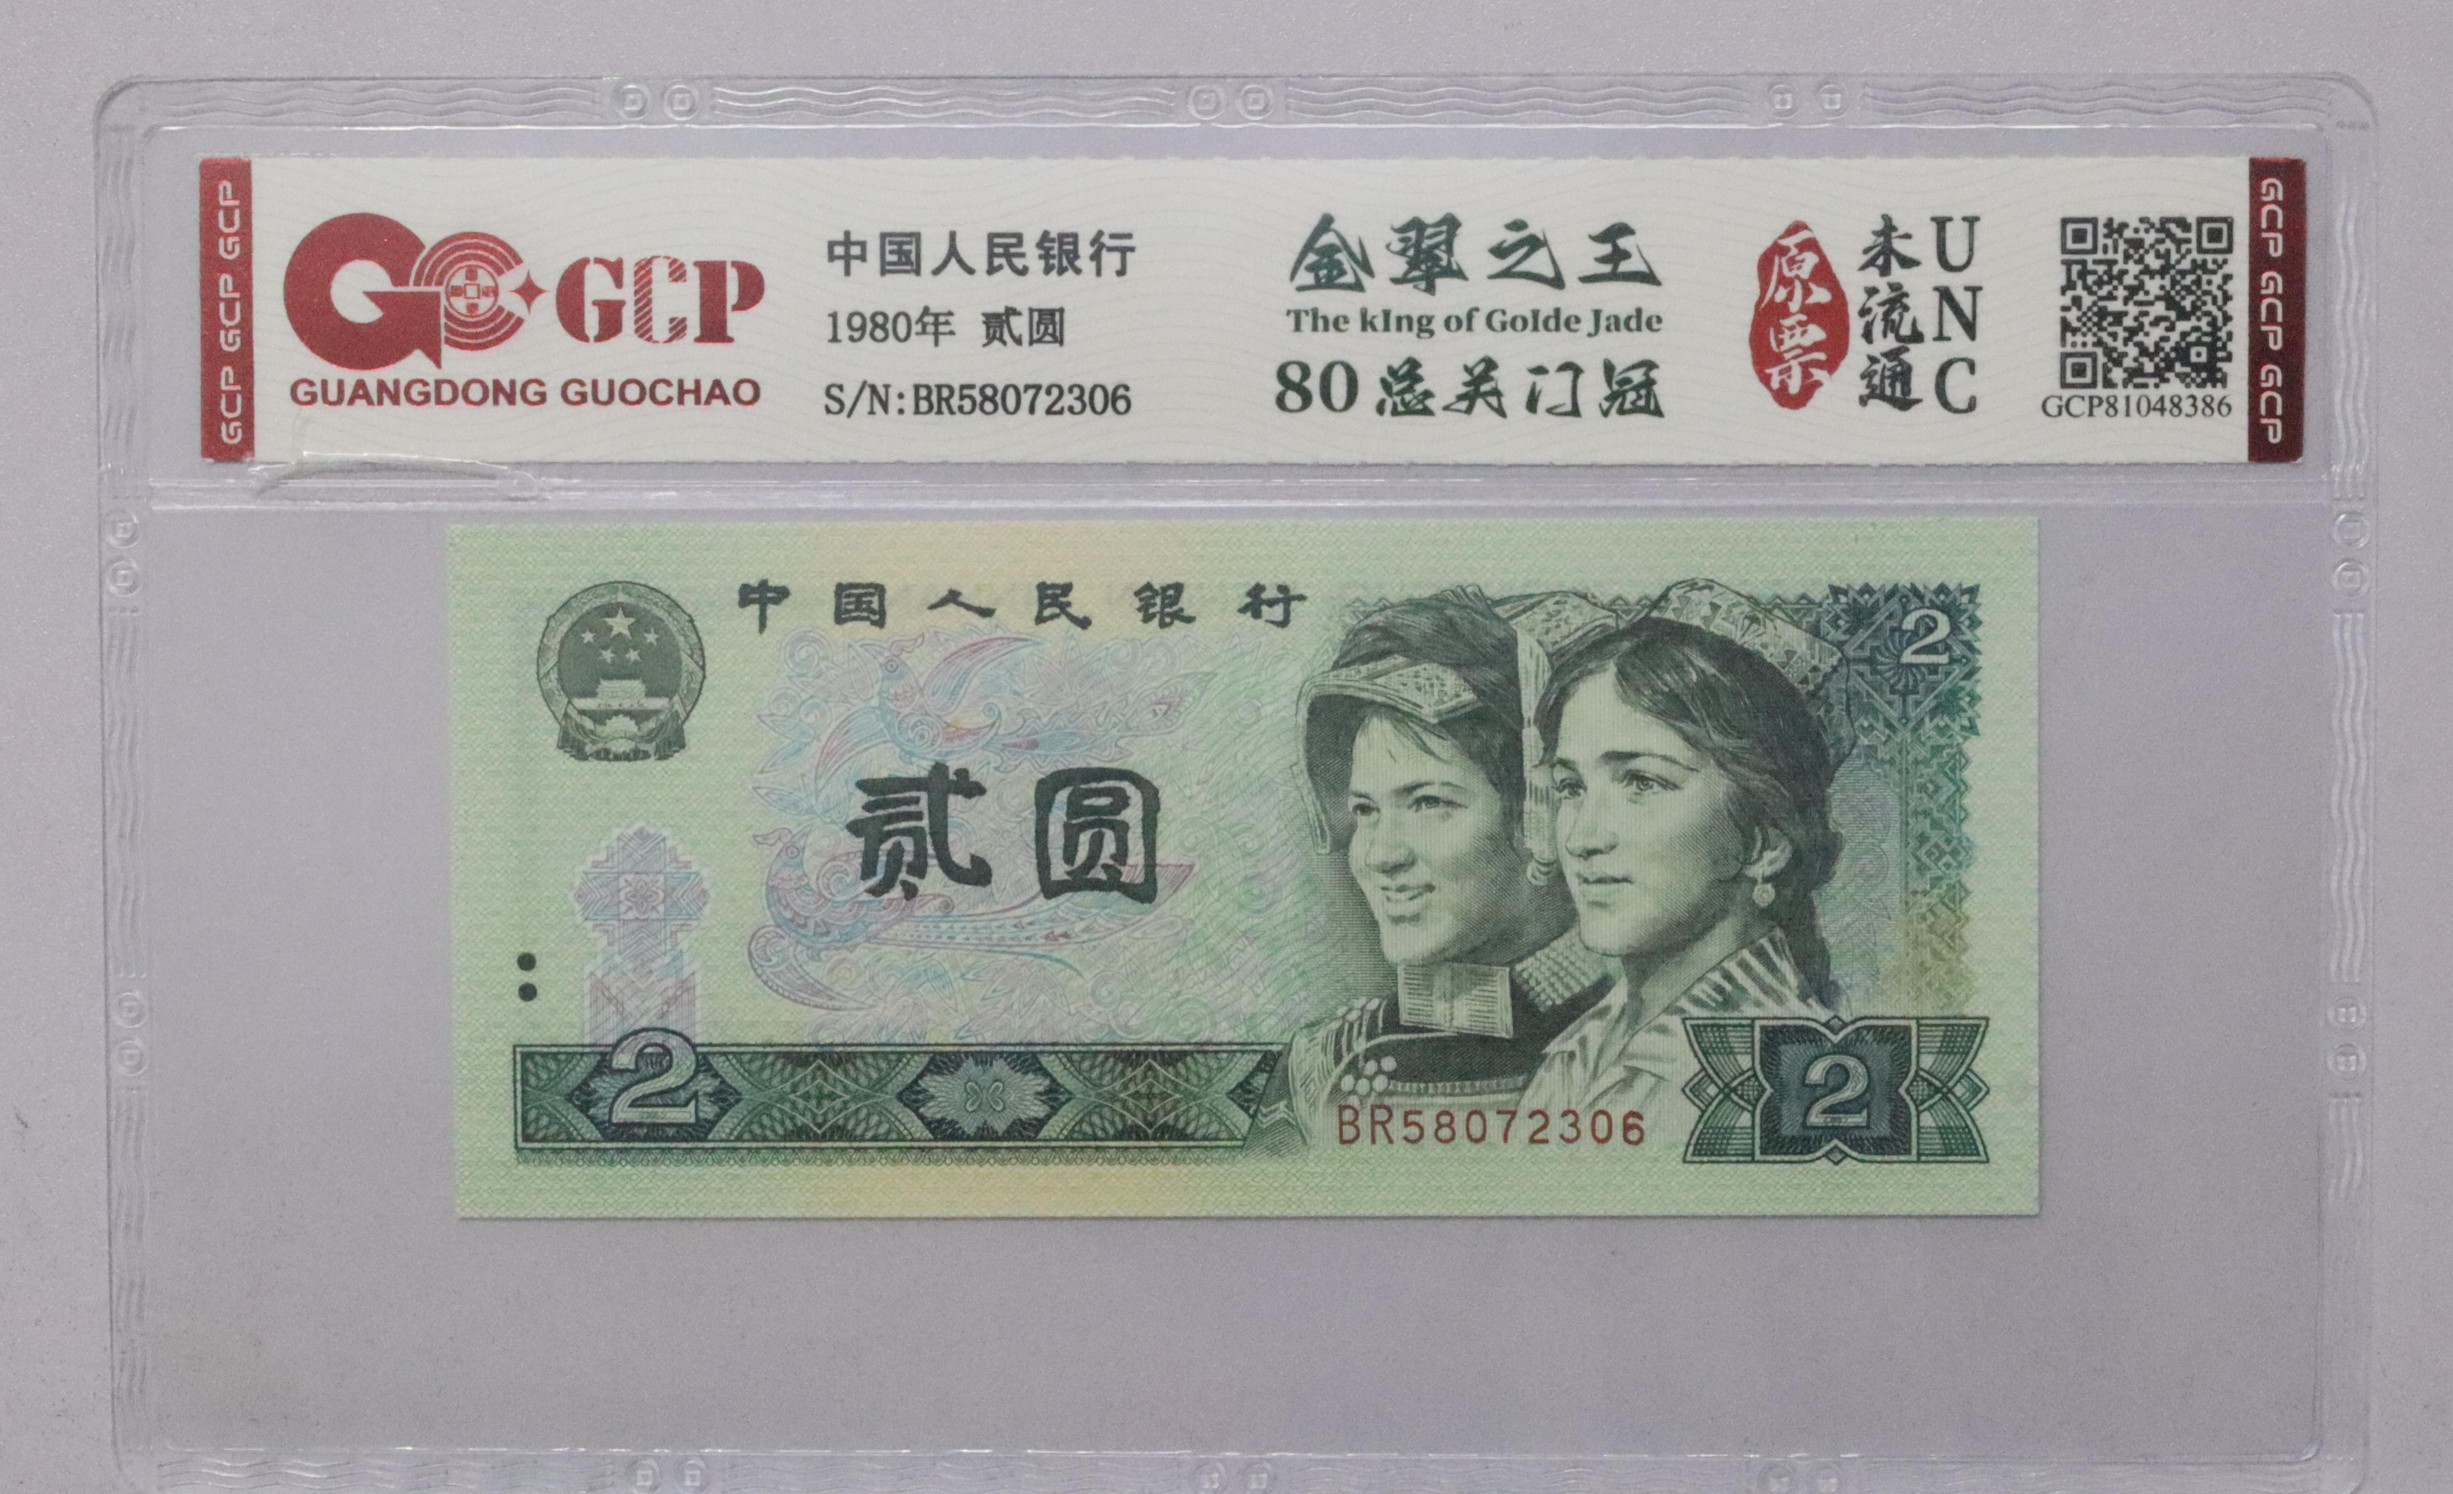 GCP GCP GCP
GCP
GUANGDONG GUOCHAO
中国人民银行
1980年 贰圆
S/N:BR58072306
金翠之王
The kIng of GoIde Jade
80总关门冠
原票
未流通
UNC
GCP81048386
GCP GCP GCP
中国人民银行
2
贰圆
2
BR58072306
2